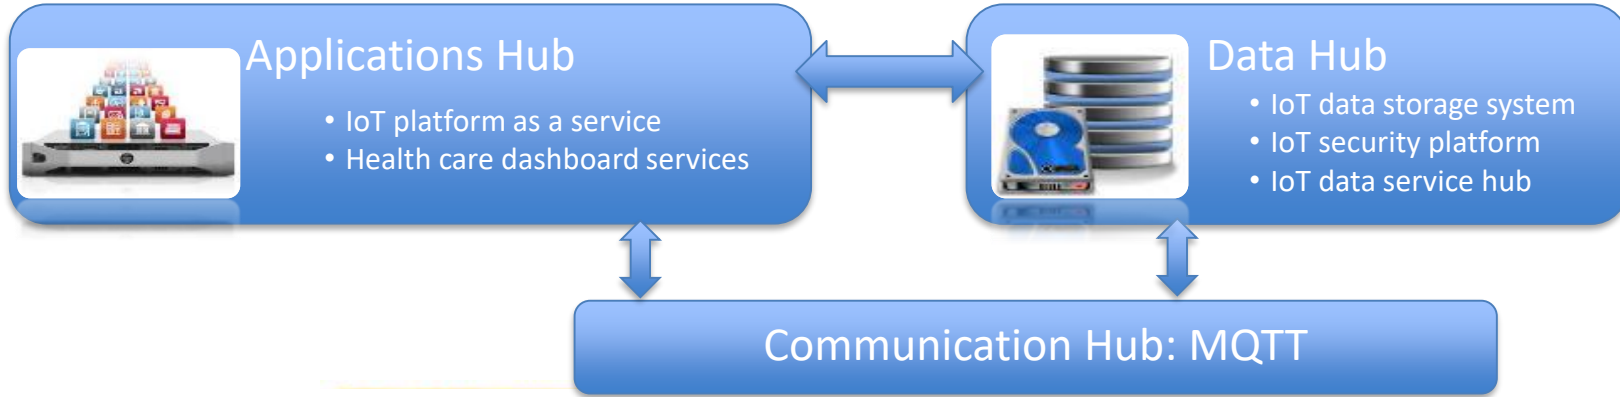 Applications Hub
• IoT platform as a service
• Health care dashboard services
Data Hub
• IoT data storage system
• IoT security platform
• IoT data service hub
Communication Hub: MQTT